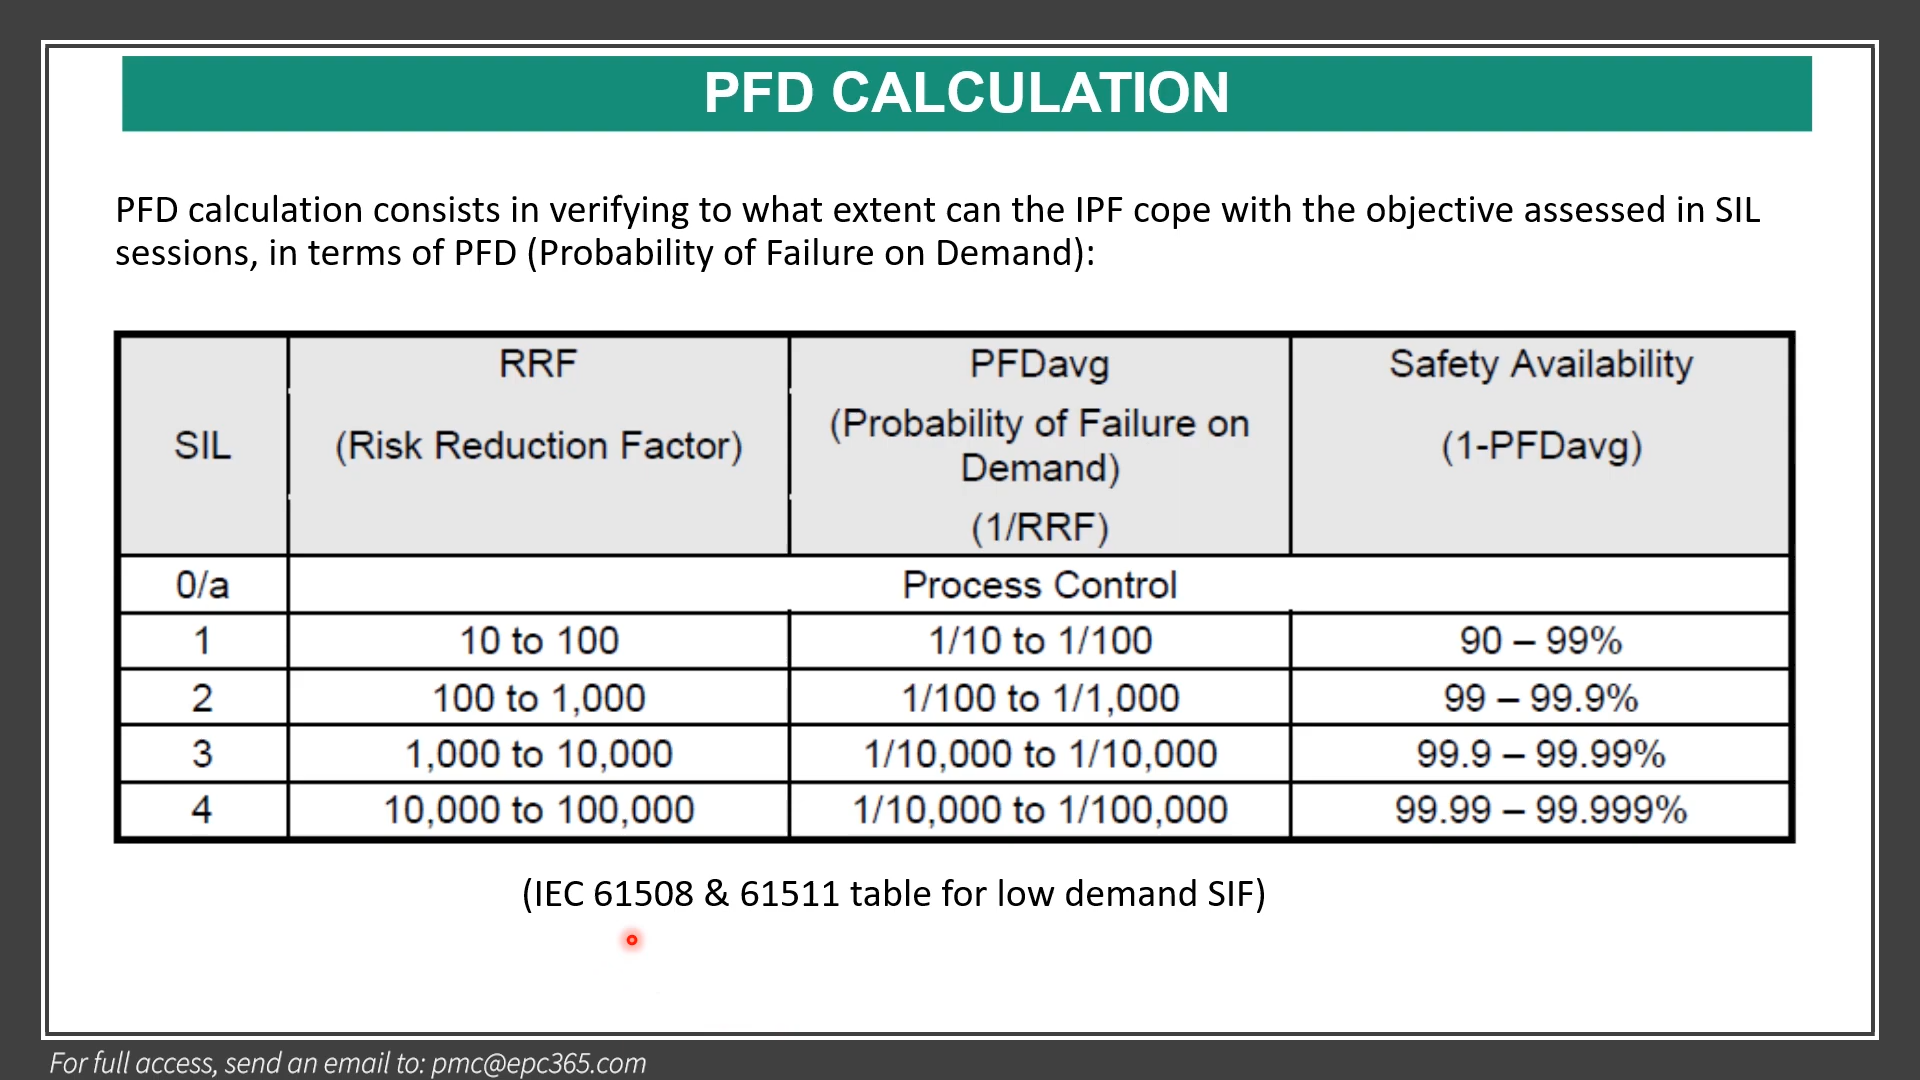 PFD CALCULATION
PFD calculation consists in verifying to what extent can the IPF cope with the objective assessed in SIL
sessions, in terms of PFD (Probability of Failure on Demand):
SIL
RRF
(Risk Reduction Factor)
PFDavg
(Probability of Failure on
Demand)
(1/RRF)
Safety Availability
(1-PFDavg)
0/a Process Control
1 10 to 100 1/10 to 1/100 90 – 99%
2 100 to 1,000 1/100 to 1/1,000 99 – 99.9%
3 1,000 to 10,000 1/10,000 to 1/10,000 99.9 – 99.99%
4 10,000 to 100,000 1/10,000 to 1/100,000 99.99 – 99.999%
(IEC 61508 & 61511 table for low demand SIF)
For full access, send an email to: pmc@epc365.com